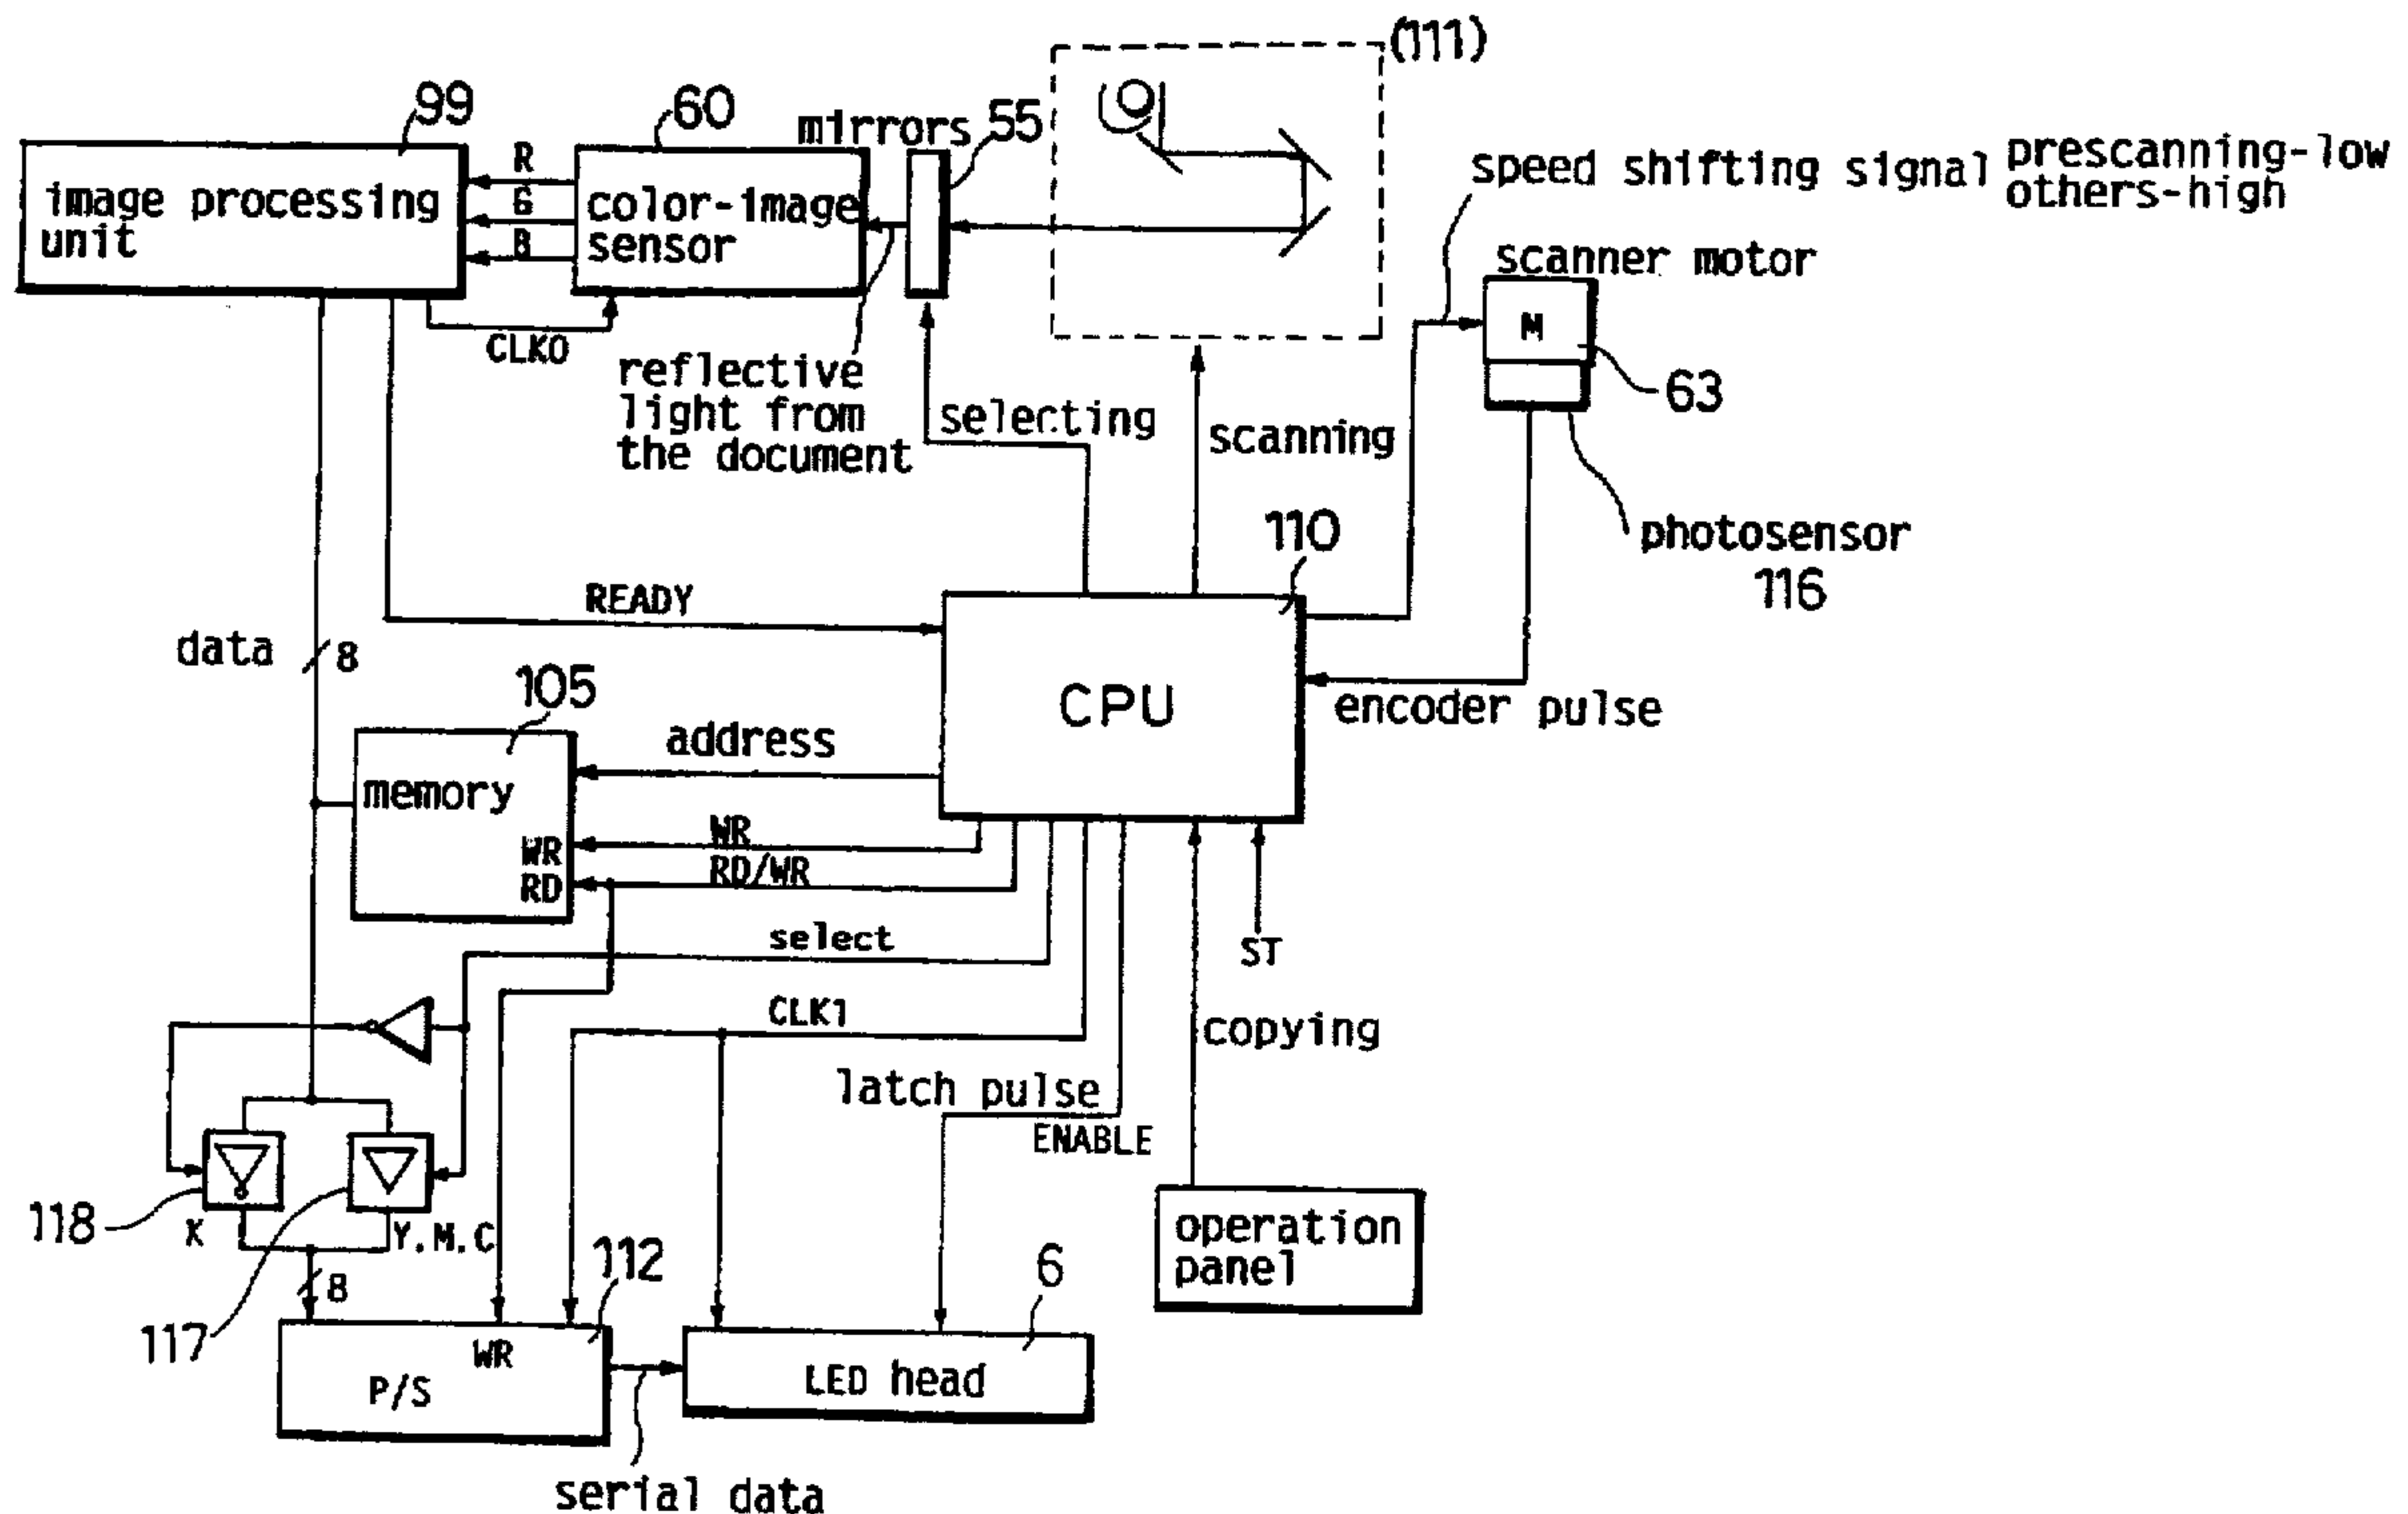 (111)
99
60
mirrors 55
R
G
B
image processing
unit
color-image
sensor
speed shifting signal
prescanning-low
others-high
scanner motor
M
63
CLK0
reflective
light from
the document
selecting
scanning
110
photosensor
116
READY
data
8
105
CPU
encoder pulse
address
memory
WR
WR
RD/WR
RD
select
ST
CLK1
copying
latch pulse
ENABLE
118
K
Y.M.C
operation
panel
112
6
8
117
WR
P/S
LED head
serial data